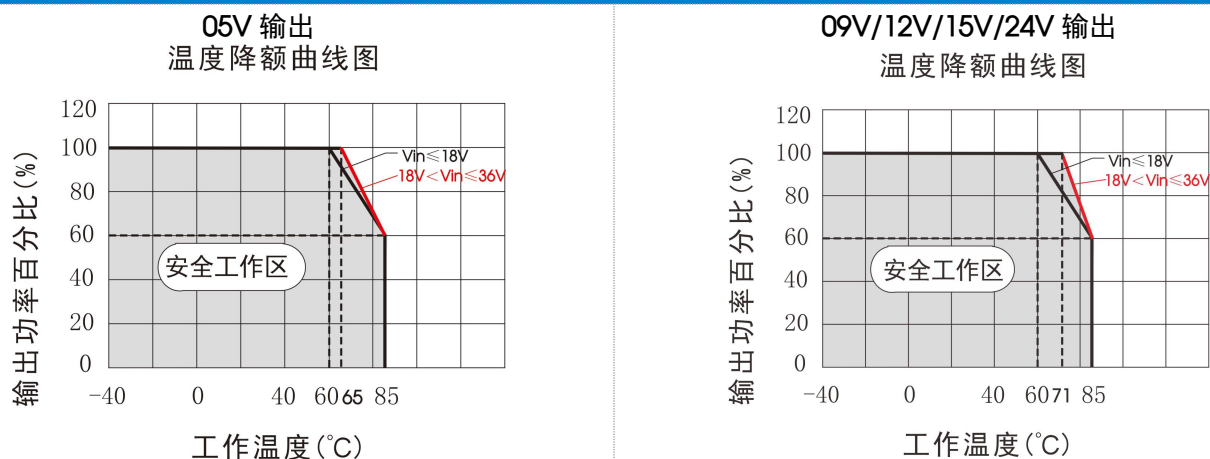 05V 输出
温度降额曲线图
输出功率百分比(%)
120
100
80
60
40
20
0
Vin≤18V
18V<Vin≤36V
安全工作区
-40 0 40 60 65 85
工作温度(℃)
09V/12V/15V/24V 输出
温度降额曲线图
输出功率百分比(%)
120
100
80
60
40
20
0
Vin≤18V
18V<Vin≤36V
安全工作区
-40 0 40 60 71 85
工作温度(℃)